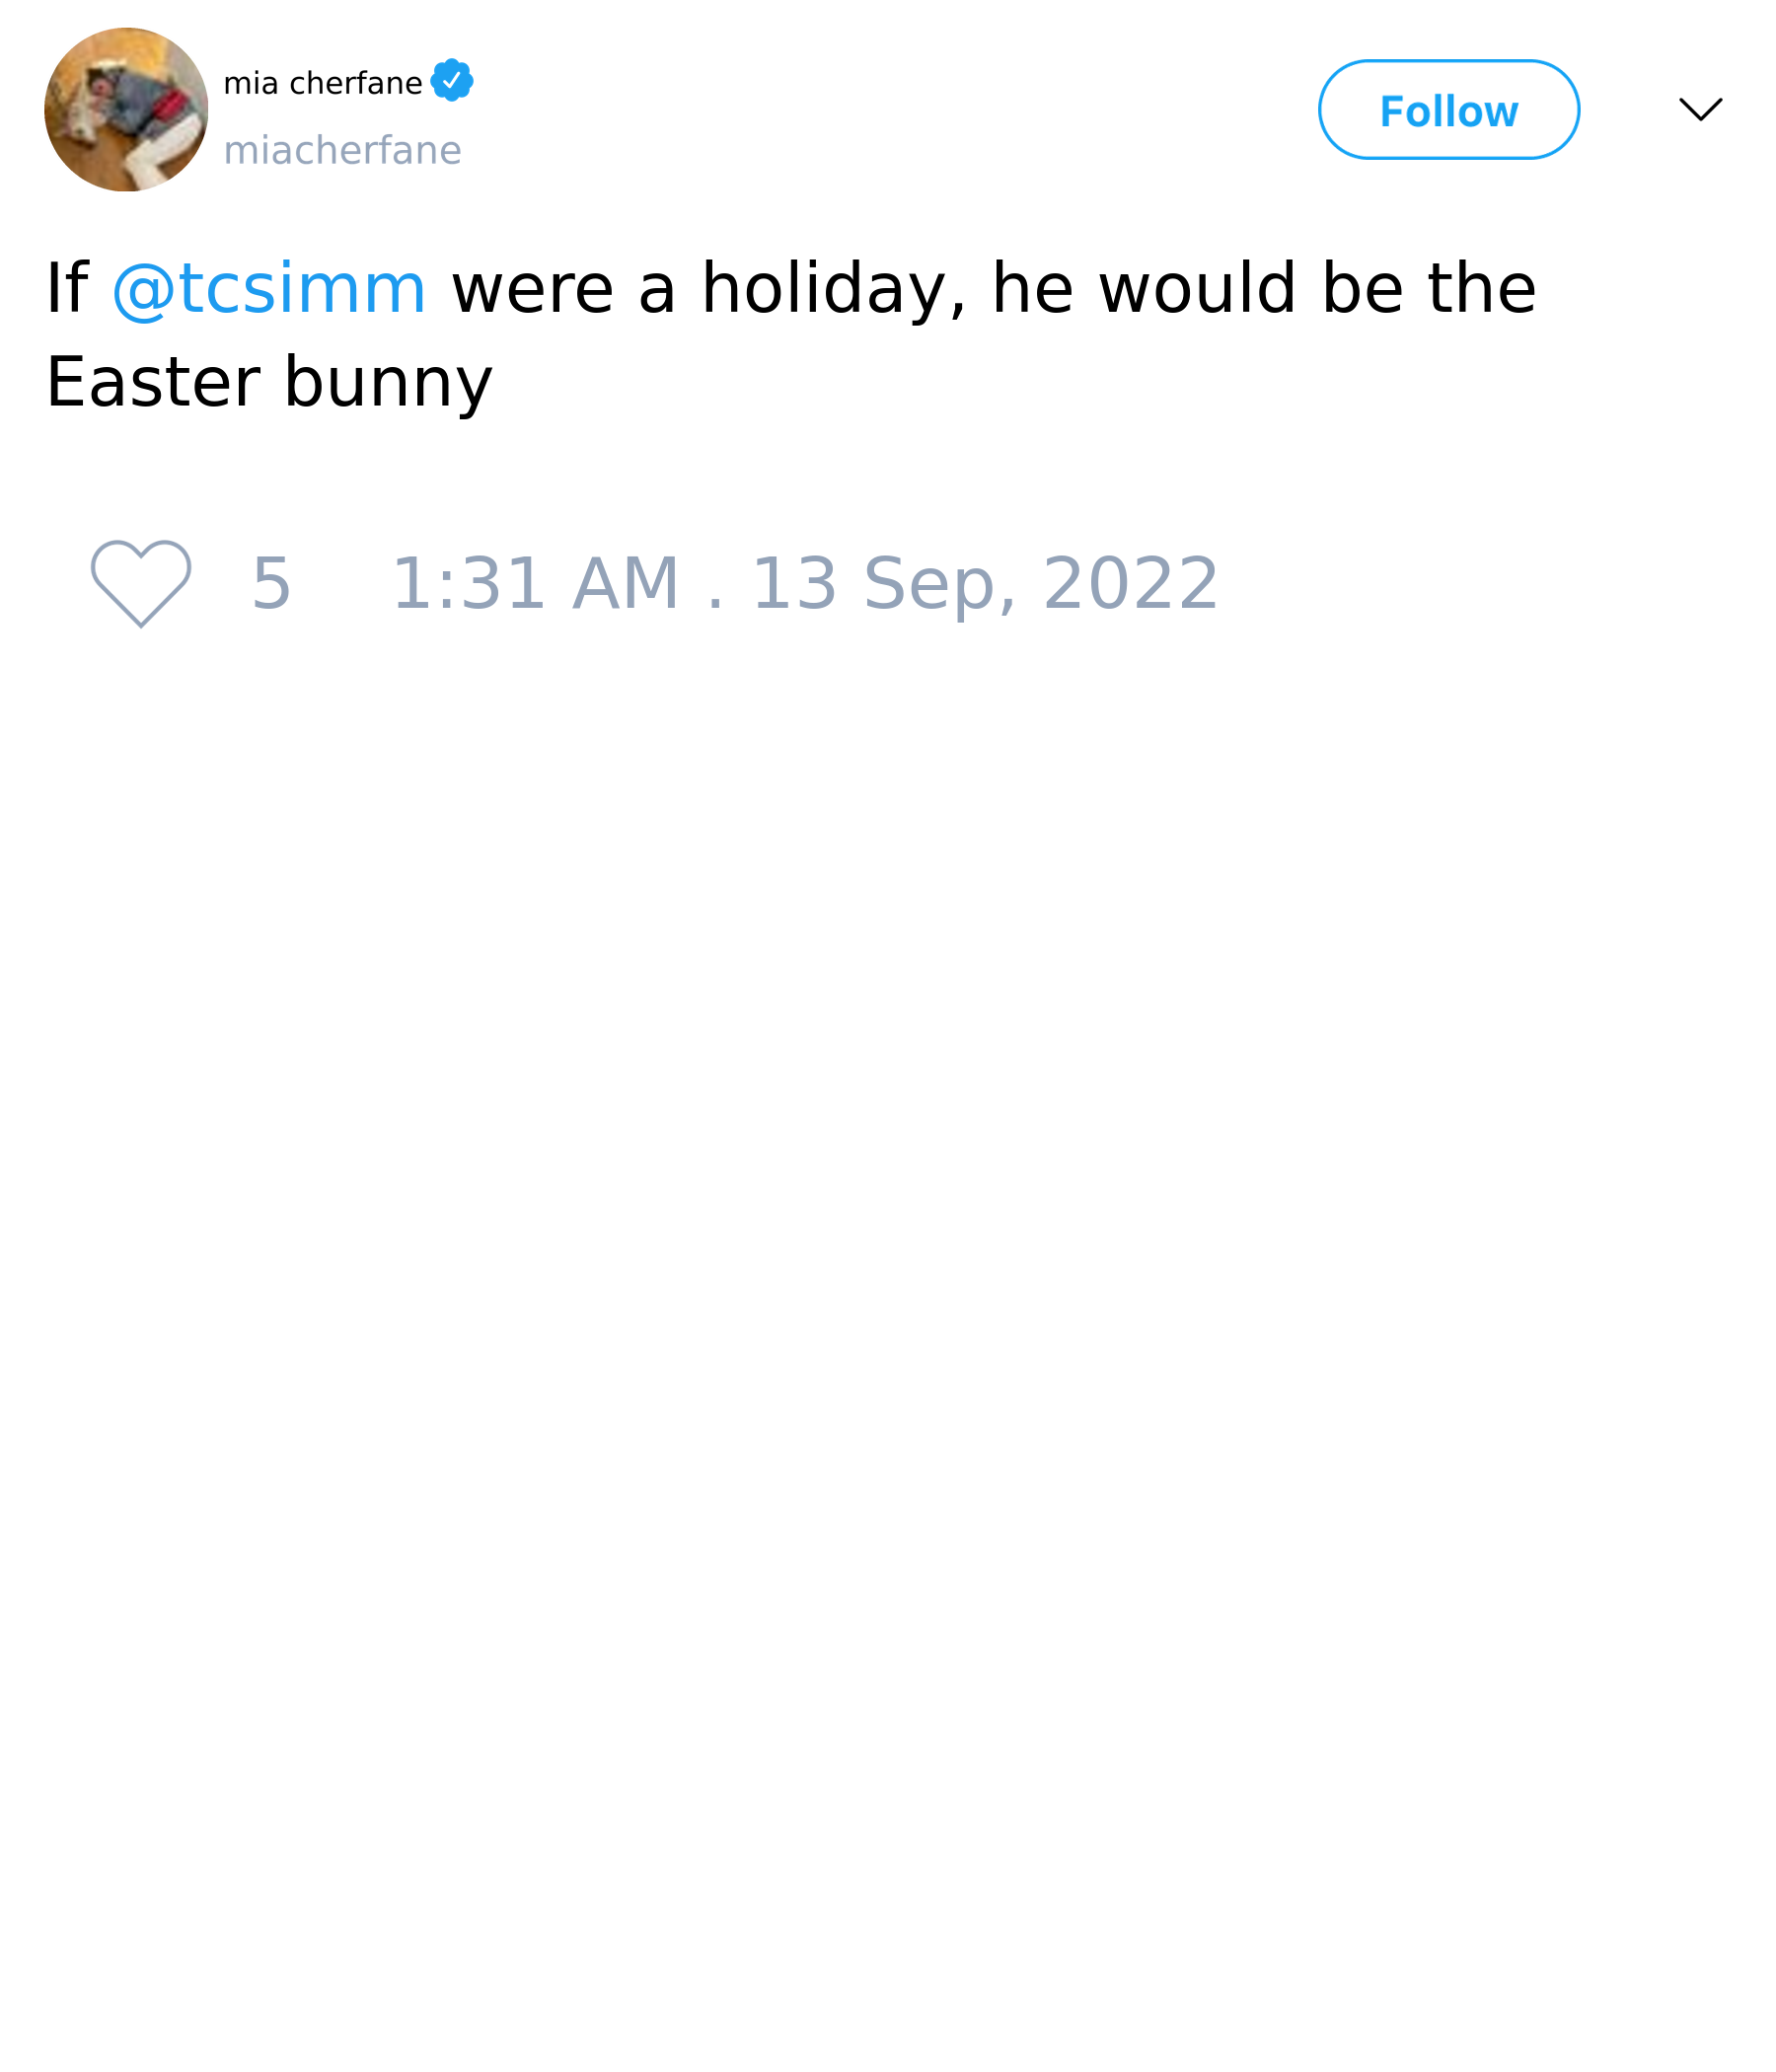 mia cherfane
miacherfane
Follow
If @tcsimm were a holiday, he would be the
Easter bunny
5 1:31 AM . 13 Sep, 2022